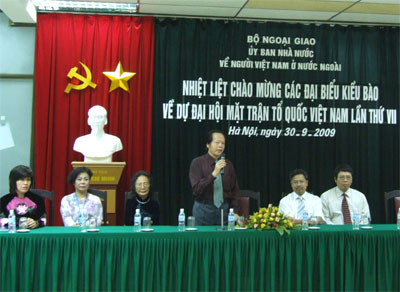 BỘ NGOẠI GIAO
ỦY BAN NHÀ NƯỚC
VỀ NGƯỜI VIỆT NAM Ở NƯỚC NGOÀI
NHIỆT LIỆT CHÀO MỪNG CÁC ĐẠI BIỂU KIỀU BÀO
VỀ DỰ ĐẠI HỘI MẶT TRẬN TỔ QUỐC VIỆT NAM LẦN THỨ VII
Hà Nội, ngày 30-9-2009